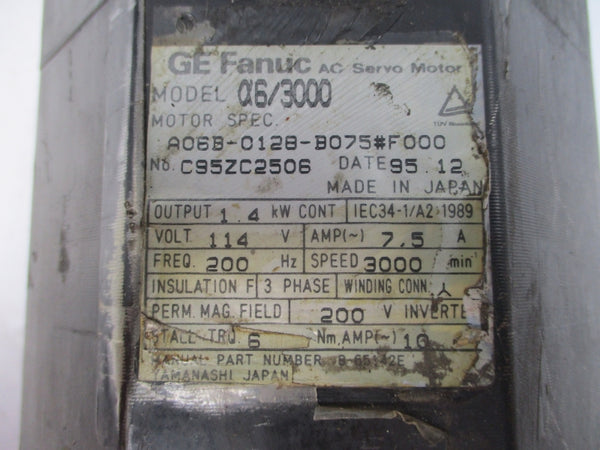 GE Fanuc AC Servo Motor
MODEL α6/3000
MOTOR SPEC.
TÜV
A06B-0128-B075#F000
No. C95ZC2506 DATE 95.12
MADE IN JAPAN
OUTPUT 1.4 kW CONT IEC34-1/A2 1989
VOLT 114 V AMP(~) 7.5 A
FREQ. 200 Hz SPEED 3000 min⁻¹
INSULATION F 3 PHASE WINDING CONN.
PERM. MAG. FIELD 200 V INVERTE
STALL TRQ. 6 Nm. AMP(~) 10
MANUAL PART NUMBER B-65142E
YAMANASHI JAPAN